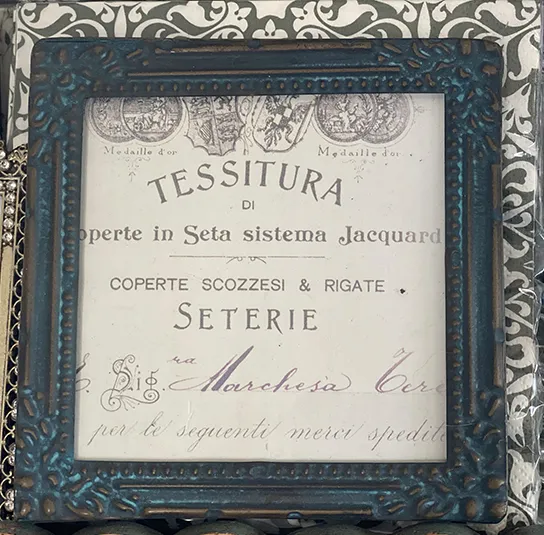 Medaille d'or Medaille d'or
TESSITURA
DI
operte in Seta sistema Jacquard
COPERTE SCOZZESI & RIGATE
SETERIE
E. Sig.ra Marchesa Tere
per le seguenti merci spedite